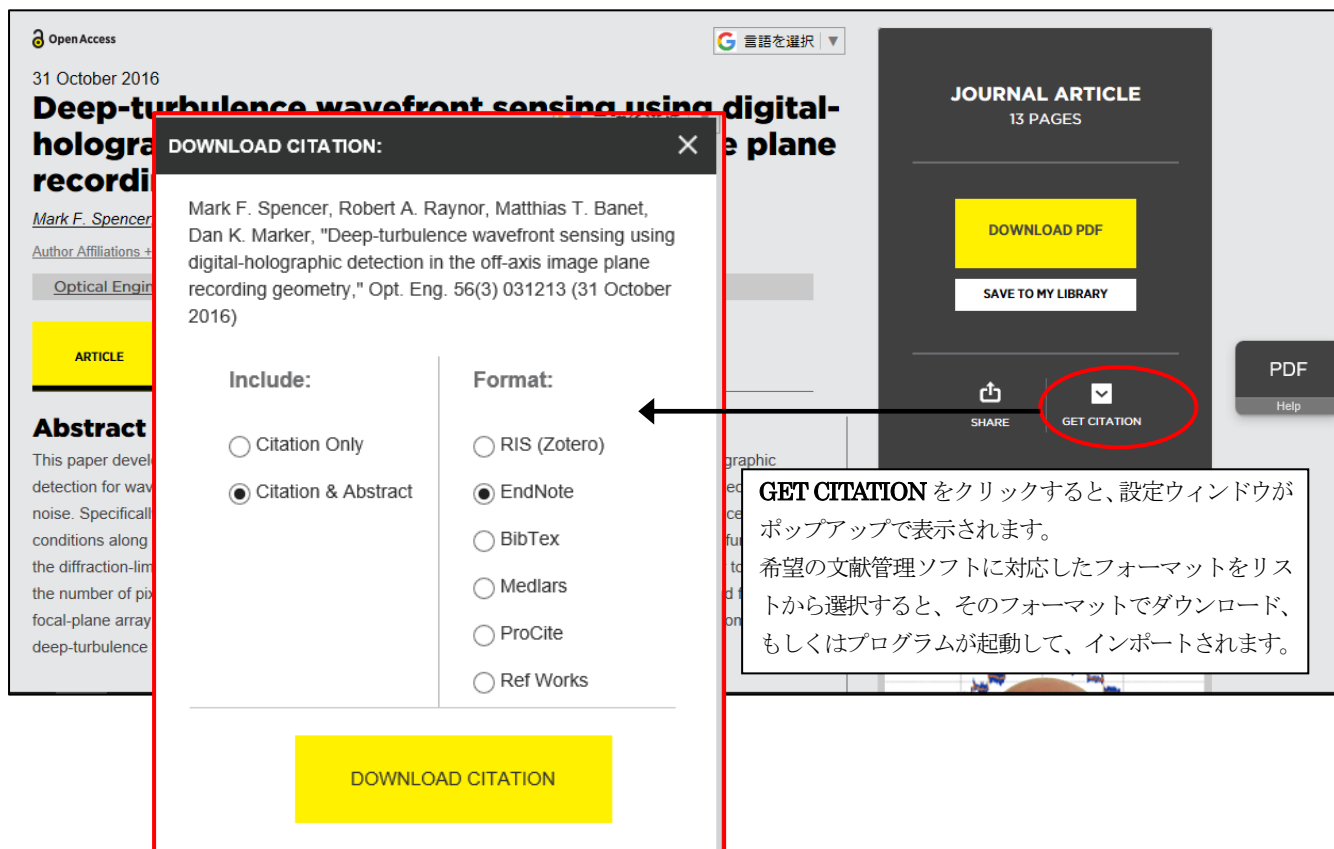 Open Access
言語を選択 ▼
31 October 2016
Deep-turbulence wavefront sensing using digital-
hologra
e plane
recordi
Mark F. Spencer
Author Affiliations +
Optical Engin
ARTICLE
Abstract
This paper devel
graphic
detection for wav
noise. Specificall
conditions along
the diffraction-lim
the number of pix
focal-plane array
deep-turbulence
DOWNLOAD CITATION:
Mark F. Spencer, Robert A. Raynor, Matthias T. Banet,
Dan K. Marker, "Deep-turbulence wavefront sensing using
digital-holographic detection in the off-axis image plane
recording geometry," Opt. Eng. 56(3) 031213 (31 October
2016)
Include:
Citation Only
Citation & Abstract
Format:
RIS (Zotero)
EndNote
BibTex
Medlars
ProCite
Ref Works
DOWNLOAD CITATION
JOURNAL ARTICLE
13 PAGES
DOWNLOAD PDF
SAVE TO MY LIBRARY
SHARE
GET CITATION
PDF
Help
GET CITATION をクリックすると、設定ウィンドウが
ポップアップで表示されます。
希望の文献管理ソフトに対応したフォーマットをリス
トから選択すると、そのフォーマットでダウンロード、
もしくはプログラムが起動して、インポートされます。